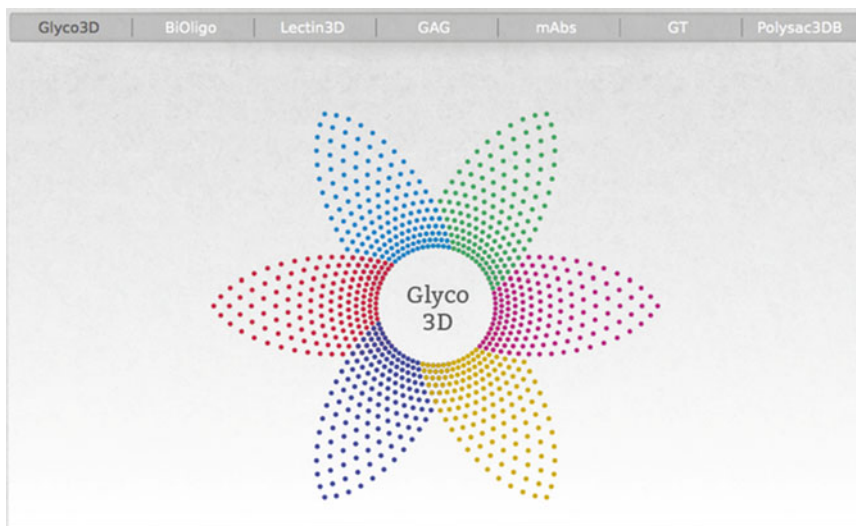 Glyco3D | BiOligo | Lectin3D | GAG | mAbs | GT | Polysac3DB
Glyco
3D